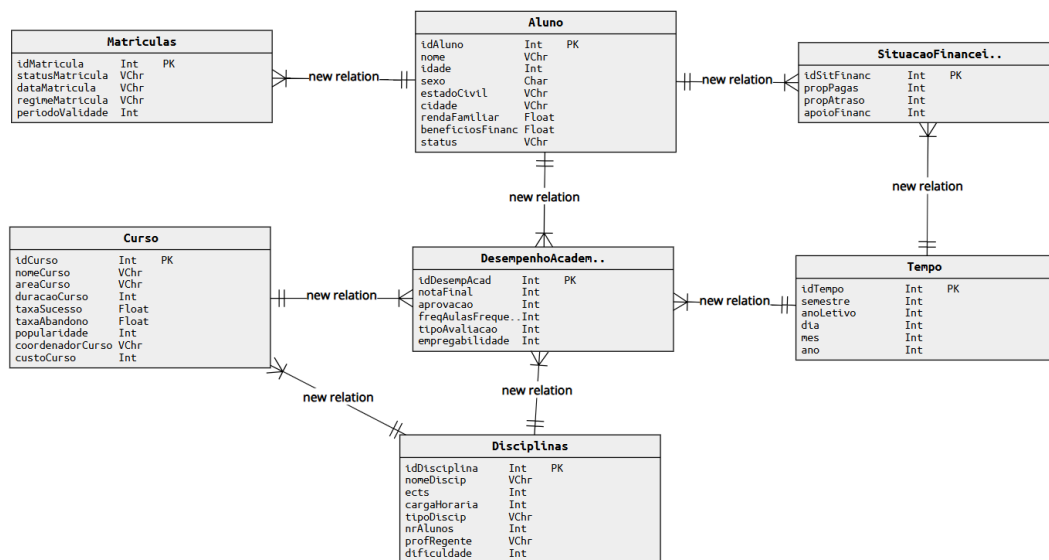 Aluno
idAluno Int PK
nome VChr
idade Int
sexo Char
estadoCivil VChr
cidade VChr
rendaFamiliar Float
beneficiosFinanc Float
status VChr
Matriculas
idMatricula Int PK
statusMatricula VChr
dataMatricula VChr
regimeMatricula VChr
periodoValidade Int
new relation
new relation
SituacaoFinancei..
idSitFinanc Int PK
propPagas Int
propAtraso Int
apoioFinanc Int
new relation
new relation
Curso
idCurso Int PK
nomeCurso VChr
areaCurso VChr
duracaoCurso Int
taxaSucesso Float
taxaAbandono Float
popularidade Int
coordenadorCurso VChr
custoCurso Int
new relation
DesempenhoAcadem..
idDesempAcad Int PK
notaFinal Int
aprovacao Int
freqAulasFreque..Int
tipoAvaliacao Int
empregabilidade Int
new relation
Tempo
idTempo Int PK
semestre Int
anoLetivo Int
dia Int
mes Int
ano Int
new relation
new relation
Disciplinas
idDisciplina Int PK
nomeDiscip VChr
ects Int
cargaHoraria Int
tipoDiscip VChr
nrAlunos Int
profRegente VChr
dificuldade Int